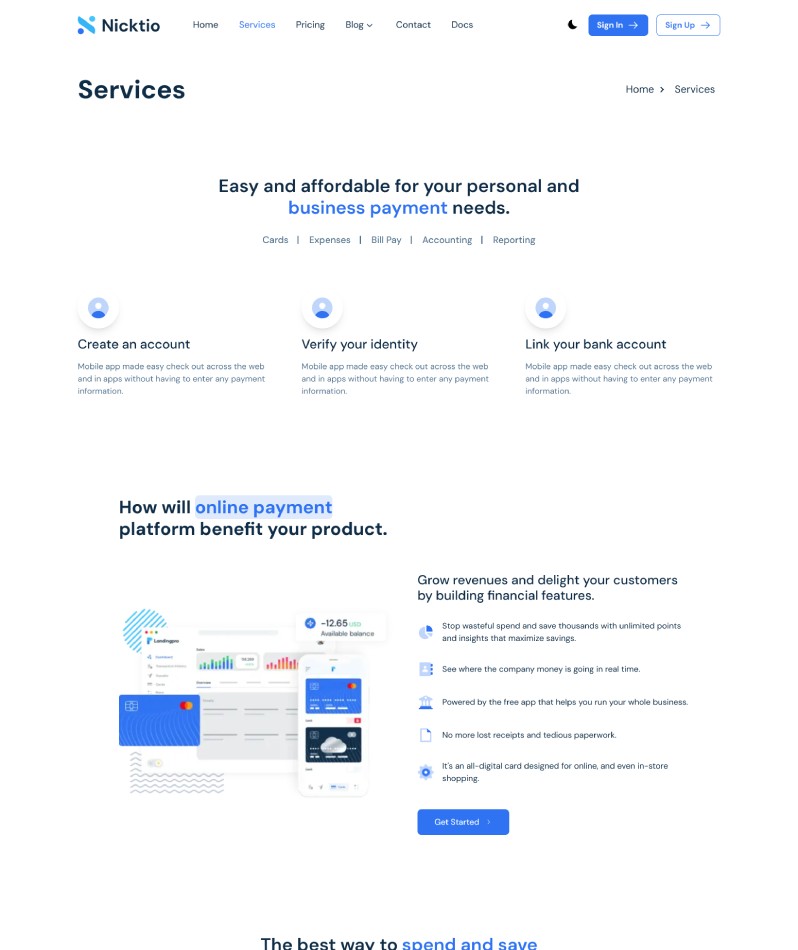 Nicktio
Home Services Pricing Blog Contact Docs
Sign In Sign Up
Services
Home Services
Easy and affordable for your personal and
business payment needs.
Cards | Expenses | Bill Pay | Accounting | Reporting
Create an account
Mobile app made easy check out across the web
and in apps without having to enter any payment
information.
Verify your identity
Mobile app made easy check out across the web
and in apps without having to enter any payment
information.
Link your bank account
Mobile app made easy check out across the web
and in apps without having to enter any payment
information.
How will online payment
platform benefit your product.
-12.65 USD
Available balance
Landingpro
Grow revenues and delight your customers
by building financial features.
Stop wasteful spend and save thousands with unlimited points
and insights that maximize savings.
See where the company money is going in real time.
Powered by the free app that helps you run your whole business.
No more lost receipts and tedious paperwork.
It's an all-digital card designed for online, and even in-store
shopping.
Get Started
The best way to spend and save